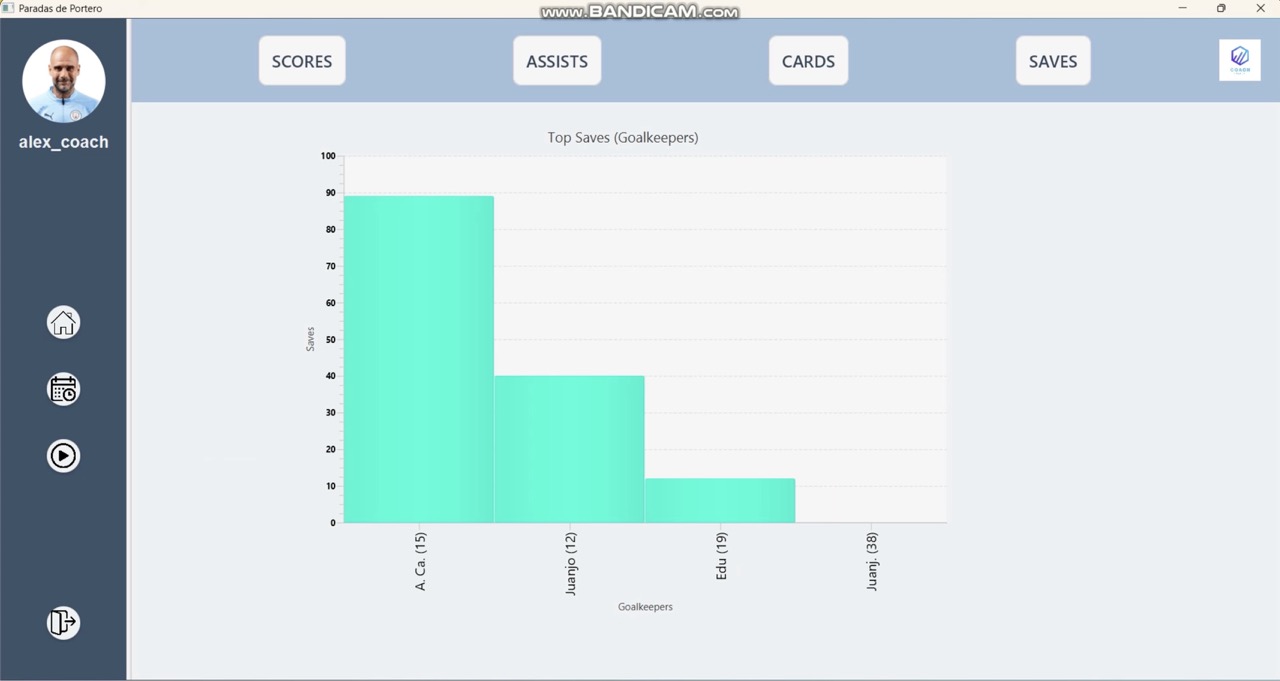 Paradas de Portero
www.BANDICAM.com
SCORES
ASSISTS
CARDS
SAVES
COADN
alex_coach
Top Saves (Goalkeepers)
100
90
80
70
60
50
40
30
20
10
0
Saves
A. Ca. (15)
Juanjo (12)
Edu (19)
Juanj. (38)
Goalkeepers